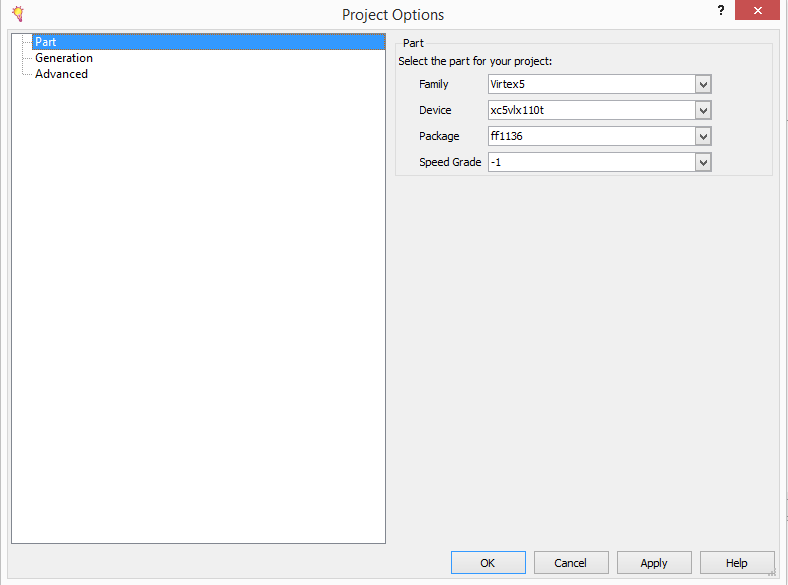 Project Options
?
Part
Generation
Advanced
Part
Select the part for your project:
Family Virtex5
Device xc5vlx110t
Package ff1136
Speed Grade -1
OK Cancel Apply Help